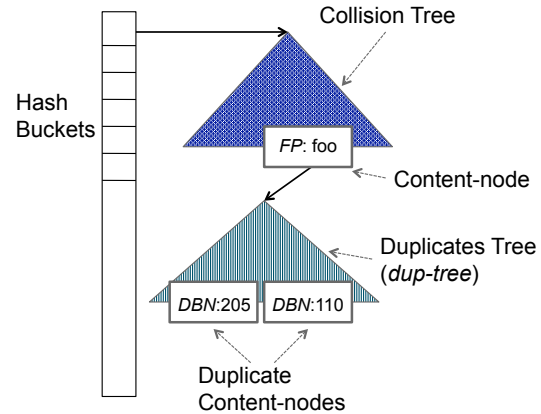 Collision Tree
Hash
Buckets
FP: foo
Content-node
Duplicates Tree
(dup-tree)
DBN:205
DBN:110
Duplicate
Content-nodes